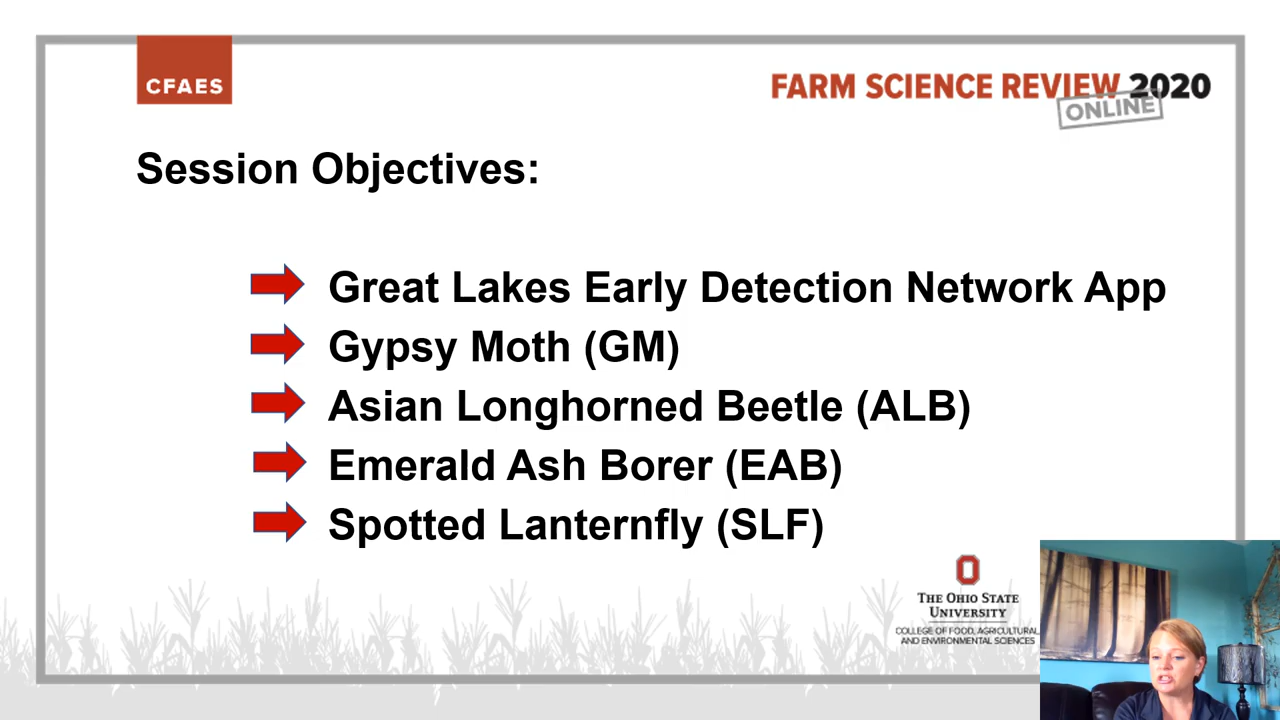 CFAES
FARM SCIENCE REVIEW 2020
ONLINE
Session Objectives:
Great Lakes Early Detection Network App
Gypsy Moth (GM)
Asian Longhorned Beetle (ALB)
Emerald Ash Borer (EAB)
Spotted Lanternfly (SLF)
THE OHIO STATE
UNIVERSITY
COLLEGE OF FOOD, AGRICULTURAL,
AND ENVIRONMENTAL SCIENCES